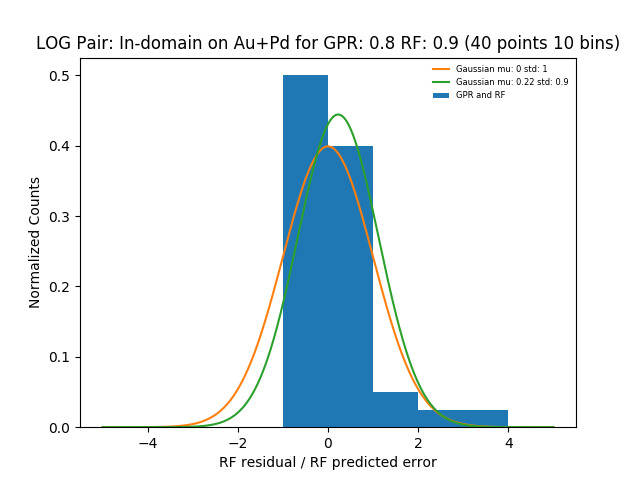 LOG Pair: In-domain on Au+Pd for GPR: 0.8 RF: 0.9 (40 points 10 bins)
Gaussian mu: 0 std: 1
Gaussian mu: 0.22 std: 0.9
GPR and RF
Normalized Counts
0.5
0.4
0.3
0.2
0.1
0.0
−4 −2 0 2 4
RF residual / RF predicted error